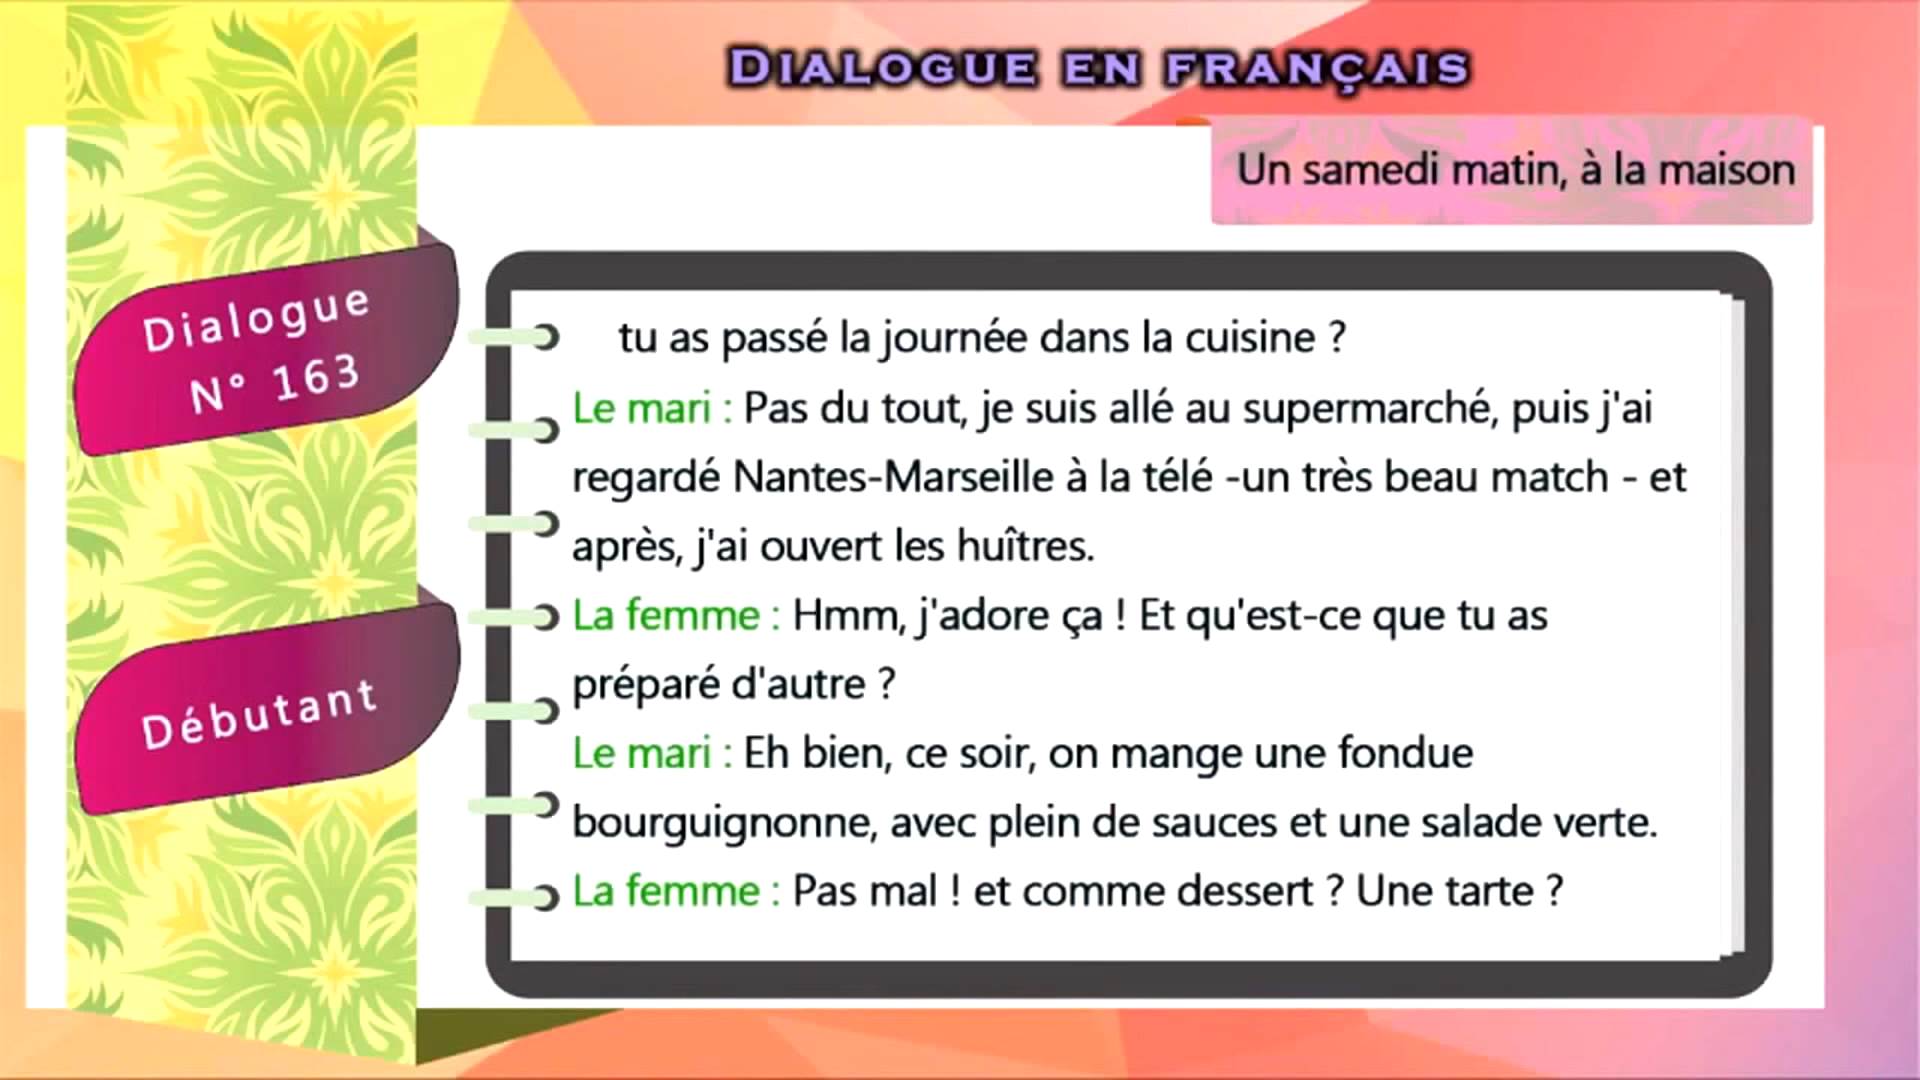 Dialogue en français
Un samedi matin, à la maison
Dialogue
N° 163
Débutant
tu as passé la journée dans la cuisine ?
Le mari : Pas du tout, je suis allé au supermarché, puis j'ai
regardé Nantes-Marseille à la télé -un très beau match - et
après, j'ai ouvert les huîtres.
La femme : Hmm, j'adore ça ! Et qu'est-ce que tu as
préparé d'autre ?
Le mari : Eh bien, ce soir, on mange une fondue
bourguignonne, avec plein de sauces et une salade verte.
La femme : Pas mal ! et comme dessert ? Une tarte ?